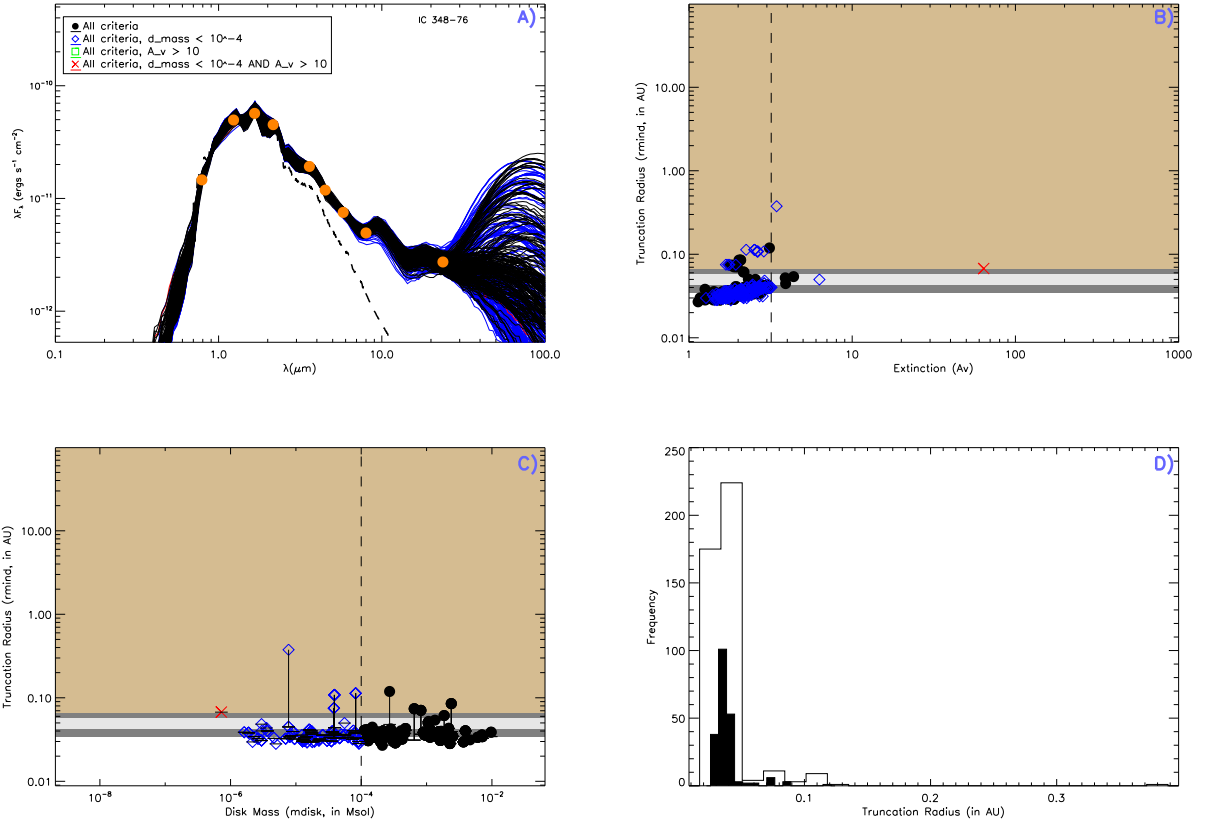 A)
IC 348-76
All criteria
All criteria, d_mass < 10^-4
All criteria, A_v > 10
All criteria, d_mass < 10^-4 AND A_v > 10
λFλ (ergs s⁻¹ cm⁻²)
10⁻¹⁰
10⁻¹¹
10⁻¹²
0.1 1.0 10.0 100.0
λ(μm)
B)
Truncation Radius (rmind, in AU)
10.00
1.00
0.10
0.01
1 10 100 1000
Extinction (Av)
C)
Truncation Radius (rmind, in AU)
10.00
1.00
0.10
0.01
10⁻⁸ 10⁻⁶ 10⁻⁴ 10⁻²
Disk Mass (mdisk, in Msol)
D)
Frequency
250
200
150
100
50
0
0.1 0.2 0.3
Truncation Radius (in AU)